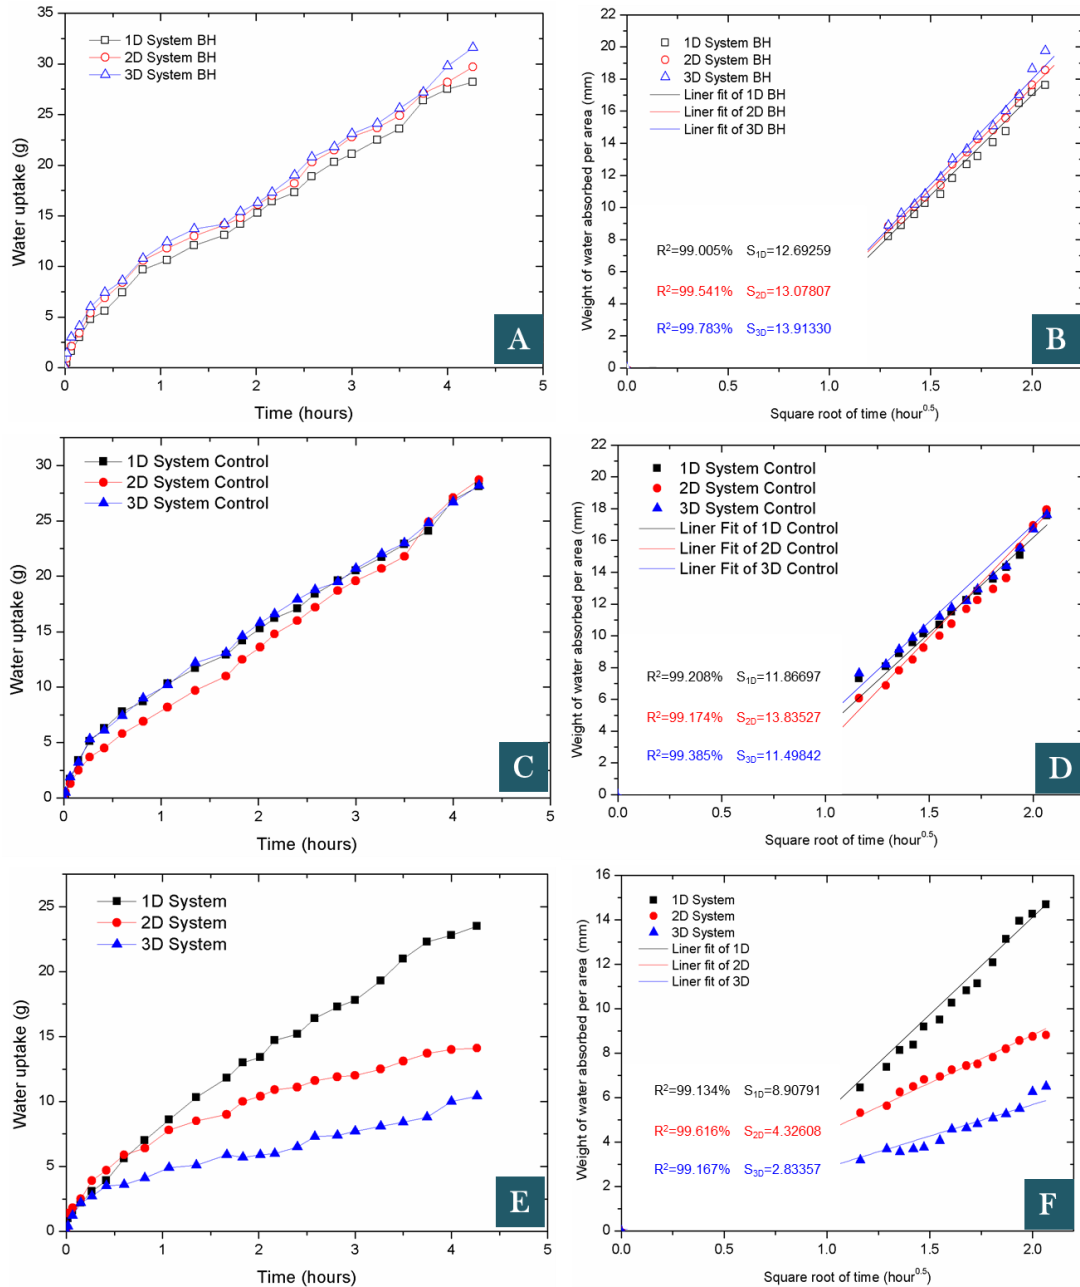 1D System BH
2D System BH
3D System BH
Water uptake (g)
35
30
25
20
15
10
5
0
0 1 2 3 4 5
Time (hours)
A
1D System BH
2D System BH
3D System BH
Liner fit of 1D BH
Liner fit of 2D BH
Liner fit of 3D BH
Weight of water absorbed per area (mm)
22
20
18
16
14
12
10
8
6
4
2
0
R²=99.005% S1D=12.69259
R²=99.541% S2D=13.07807
R²=99.783% S3D=13.91330
0.0 0.5 1.0 1.5 2.0
Square root of time (hour^0.5)
B
1D System Control
2D System Control
3D System Control
Water uptake (g)
30
25
20
15
10
5
0
0 1 2 3 4 5
Time (hours)
C
1D System Control
2D System Control
3D System Control
Liner Fit of 1D Control
Liner Fit of 2D Control
Liner Fit of 3D Control
Weight of water absorbed per area (mm)
22
20
18
16
14
12
10
8
6
4
2
0
R²=99.208% S1D=11.86697
R²=99.174% S2D=13.83527
R²=99.385% S3D=11.49842
0.0 1.0 1.5 2.0
Square root of time (hour^0.5)
D
1D System
2D System
3D System
Water uptake (g)
25
20
15
10
5
0
0 1 2 3 4 5
Time (hours)
E
1D System
2D System
3D System
Liner fit of 1D
Liner fit of 2D
Liner fit of 3D
Weight of water absorbed per area (mm)
16
14
12
10
8
6
4
2
0
R²=99.134% S1D=8.90791
R²=99.616% S2D=4.32608
R²=99.167% S3D=2.83357
0.0 1.0 1.5 2.0
Square root of time (hour^0.5)
F